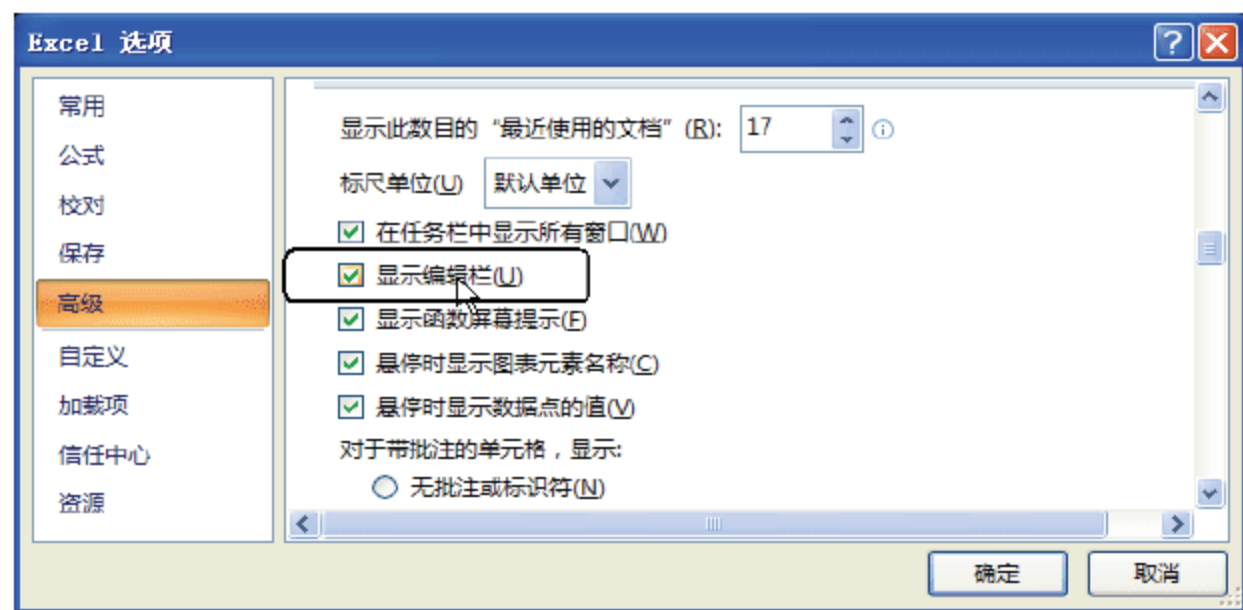 Excel 选项
常用
公式
校对
保存
高级
自定义
加载项
信任中心
资源
显示此数目的“最近使用的文档”(R): 17
标尺单位(U) 默认单位
在任务栏中显示所有窗口(W)
显示编辑栏(U)
显示函数屏幕提示(F)
悬停时显示图表元素名称(C)
悬停时显示数据点的值(V)
对于带批注的单元格，显示:
无批注或标识符(N)
确定 取消